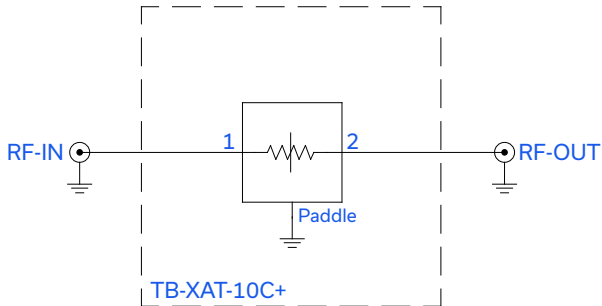 RF-IN
1
2
RF-OUT
Paddle
TB-XAT-10C+